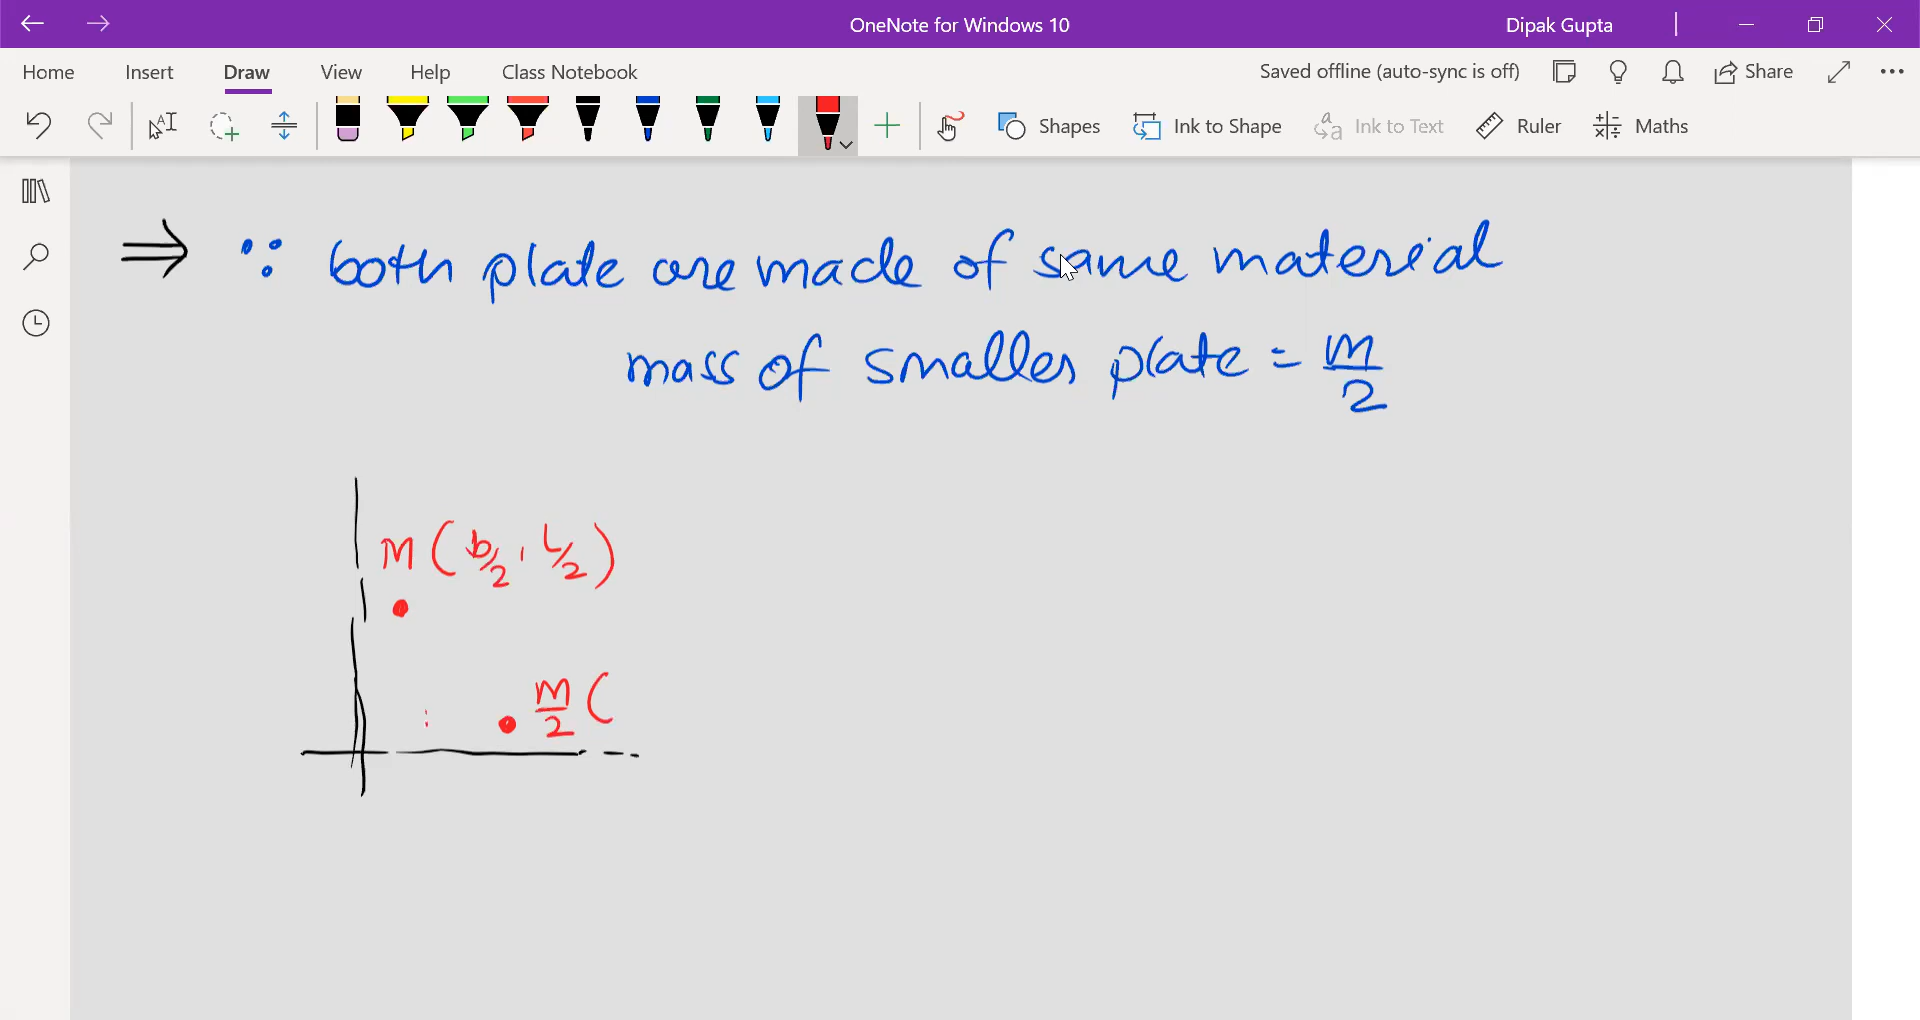 OneNote for Windows 10
Dipak Gupta
Home Insert Draw View Help Class Notebook
Saved offline (auto-sync is off) Share
Shapes Ink to Shape Ink to Text Ruler Maths
⇒ ∵ both plate are made of same material
mass of smaller plate = m/2
M (b/2, L/2)
m/2 (